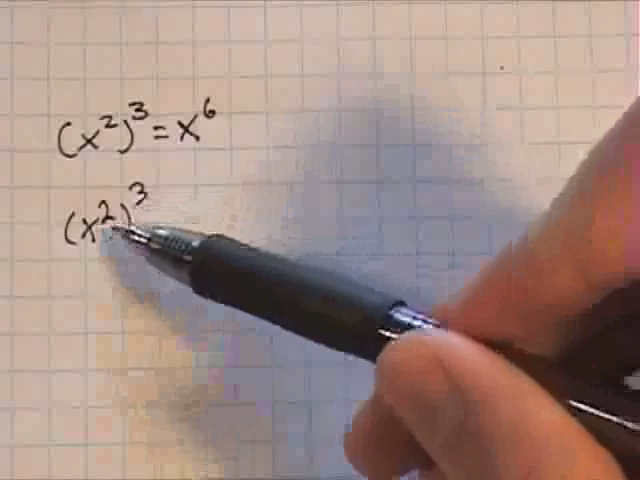 (x²)³ = x⁶
(x²)³